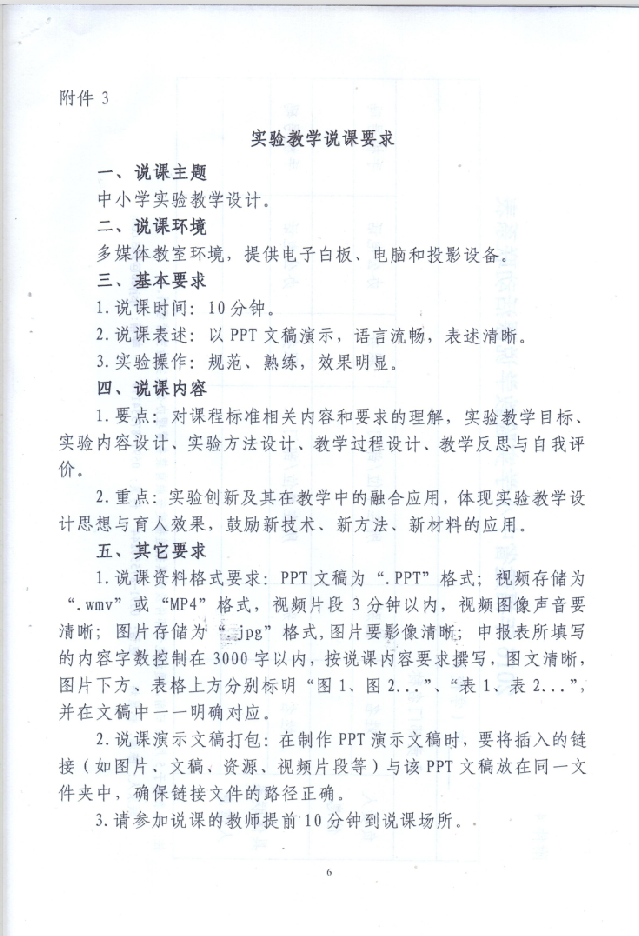 附件 3
实验教学说课要求
一、说课主题
中小学实验教学设计。
二、说课环境
多媒体教室环境，提供电子白板、电脑和投影设备。
三、基本要求
1.说课时间：10分钟。
2.说课表述：以 PPT 文稿演示，语言流畅，表述清晰。
3.实验操作：规范、熟练，效果明显。
四、说课内容
1.要点：对课程标准相关内容和要求的理解，实验教学目标、
实验内容设计、实验方法设计、教学过程设计、教学反思与自我评
价。
2.重点：实验创新及其在教学中的融合应用，体现实验教学设
计思想与育人效果，鼓励新技术、新方法、新材料的应用。
五、其它要求
1.说课资料格式要求：PPT 文稿为“.PPT”格式；视频存储为
“.wmv”或“MP4”格式，视频片段 3 分钟以内，视频图像声音要
清晰；图片存储为“.jpg”格式,图片要影像清晰；申报表所填写
的内容字数控制在 3000 字以内，按说课内容要求撰写，图文清晰，
图片下方、表格上方分别标明“图 1、图 2...”、“表 1、表 2...”，
并在文稿中一一明确对应。
2.说课演示文稿打包：在制作 PPT 演示文稿时，要将插入的链
接（如图片、文稿、资源、视频片段等）与该 PPT 文稿放在同一文
件夹中，确保链接文件的路径正确。
3.请参加说课的教师提前 10 分钟到说课场所。
6